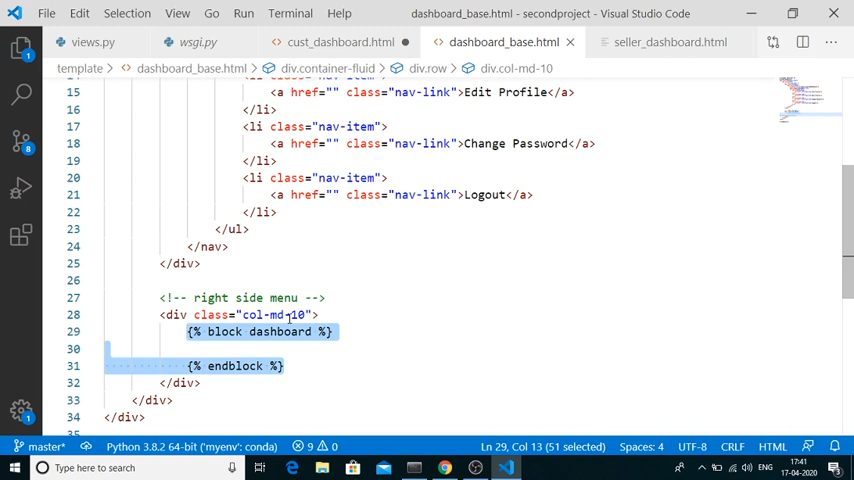 File Edit Selection View Go Run Terminal Help dashboard_base.html - secondproject - Visual Studio Code
views.py wsgi.py cust_dashboard.html dashboard_base.html seller_dashboard.html
template > dashboard_base.html > div.container-fluid > div.row > div.col-md-10
15 <a href="" class="nav-link">Edit Profile</a>
16 </li>
17 <li class="nav-item">
18 <a href="" class="nav-link">Change Password</a>
19 </li>
20 <li class="nav-item">
21 <a href="" class="nav-link">Logout</a>
22 </li>
23 </ul>
24 </nav>
25 </div>
26
27 <!-- right side menu -->
28 <div class="col-md-10">
29 {% block dashboard %}
30
31 {% endblock %}
32 </div>
33 </div>
34 </div>
1
8
1
master* Python 3.8.2 64-bit ('myenv': conda) 9 0 Ln 29, Col 13 (51 selected) Spaces: 4 UTF-8 CRLF HTML
Type here to search ENG 17:41
17-04-2020 3